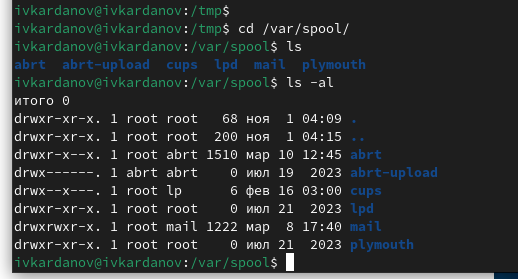 ivkardanov@ivkardanov:/tmp$
ivkardanov@ivkardanov:/tmp$ cd /var/spool/
ivkardanov@ivkardanov:/var/spool$ ls
abrt  abrt-upload  cups  lpd  mail  plymouth
ivkardanov@ivkardanov:/var/spool$ ls -al
итого 0
drwxr-xr-x. 1 root root   68 ноя  1 04:09 .
drwxr-xr-x. 1 root root  200 ноя  1 04:15 ..
drwxr-x--x. 1 root abrt 1510 мар 10 12:45 abrt
drwx------. 1 abrt abrt    0 июл 19  2023 abrt-upload
drwx--x---. 1 root lp      6 фев 16 03:00 cups
drwxr-xr-x. 1 root root    0 июл 21  2023 lpd
drwxrwxr-x. 1 root mail 1222 мар  8 17:40 mail
drwxr-xr-x. 1 root root    0 июл 21  2023 plymouth
ivkardanov@ivkardanov:/var/spool$